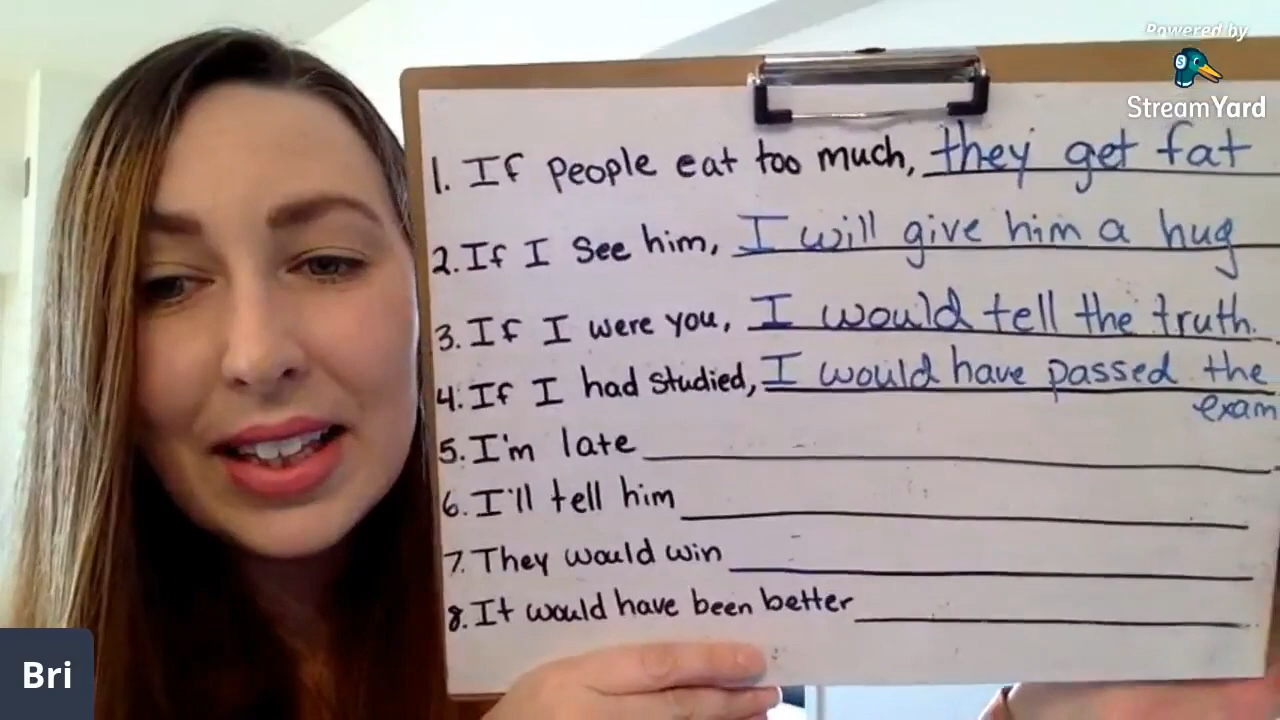 Powered by
StreamYard
1. If people eat too much, they get fat
2. If I see him, I will give him a hug
3. If I were you, I would tell the truth.
4. If I had studied, I would have passed the
exam
5. I'm late
6. I'll tell him
7. They would win
8. It would have been better
Bri